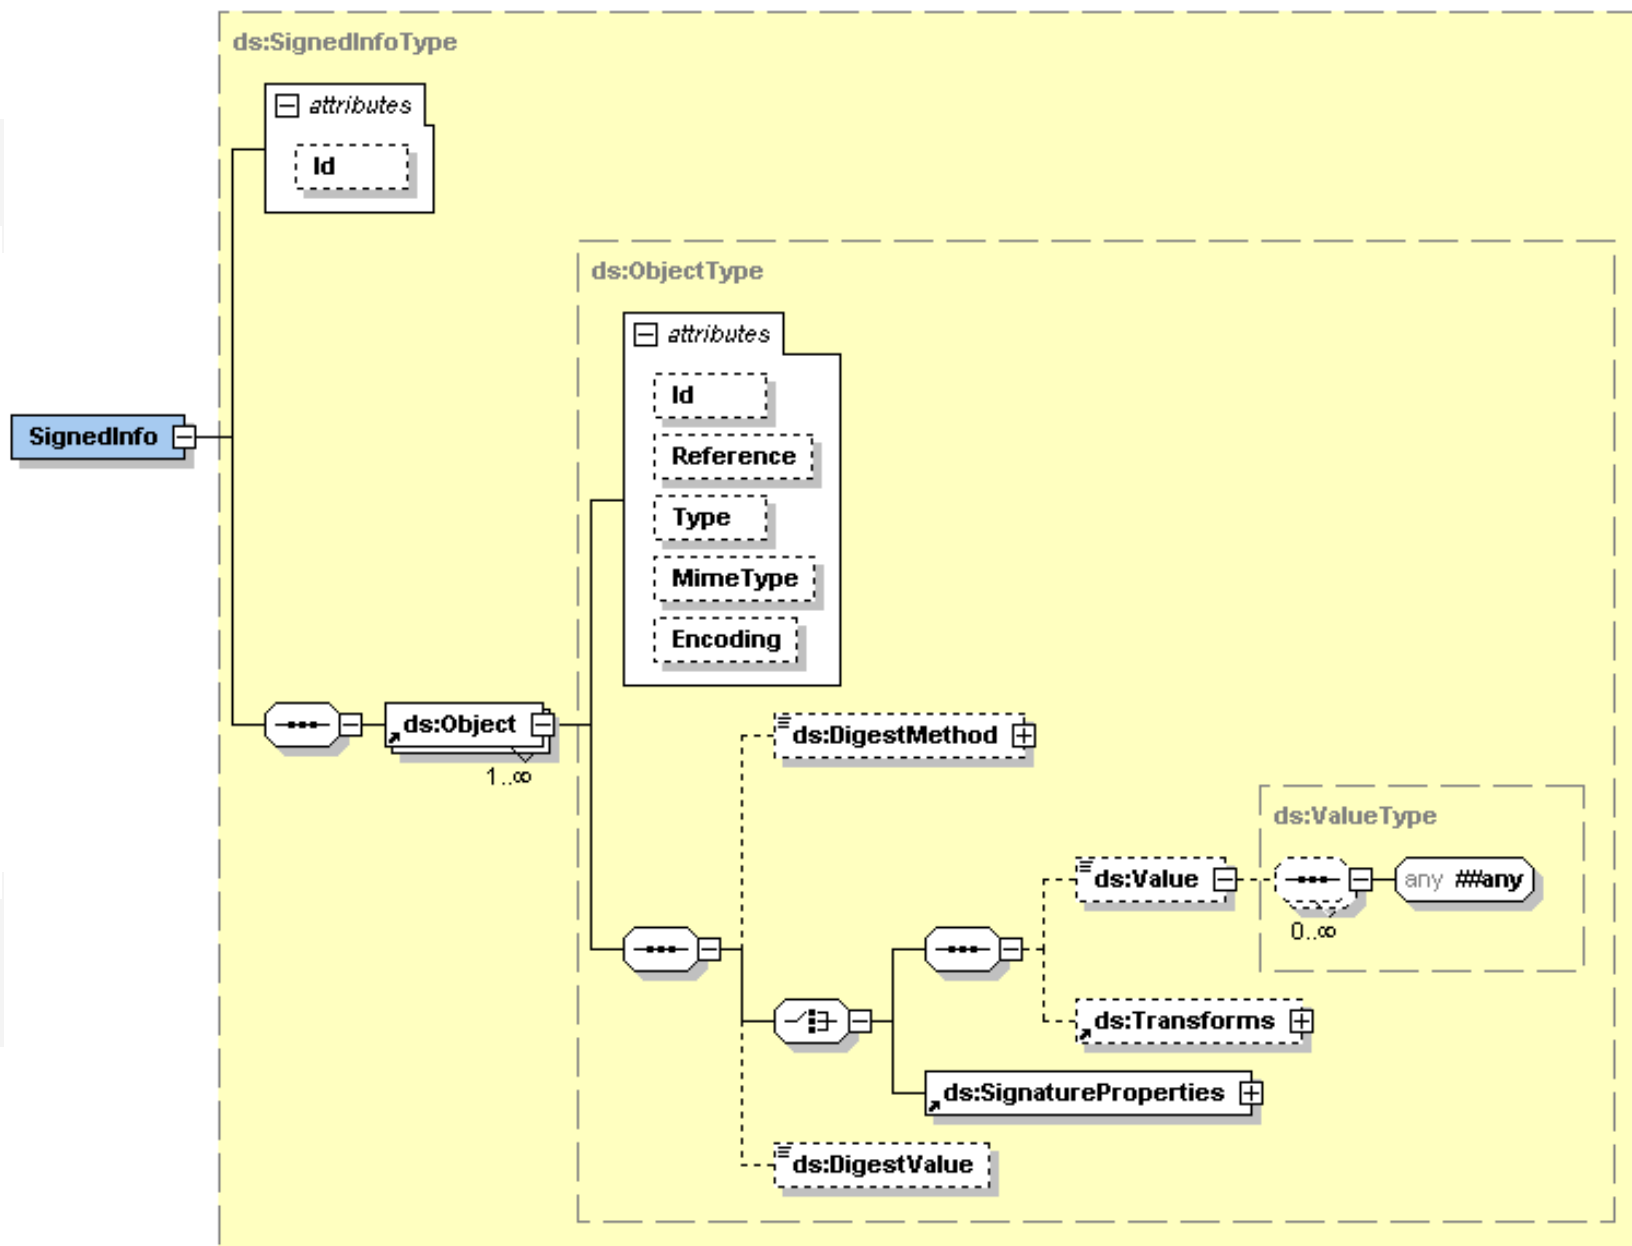 ds:SignedInfoType
attributes
Id
ds:ObjectType
attributes
Id
SignedInfo
Reference
Type
MimeType
Encoding
ds:Object
1..∞
ds:DigestMethod
ds:ValueType
ds:Value
any ##any
0..∞
ds:Transforms
ds:SignatureProperties
ds:DigestValue